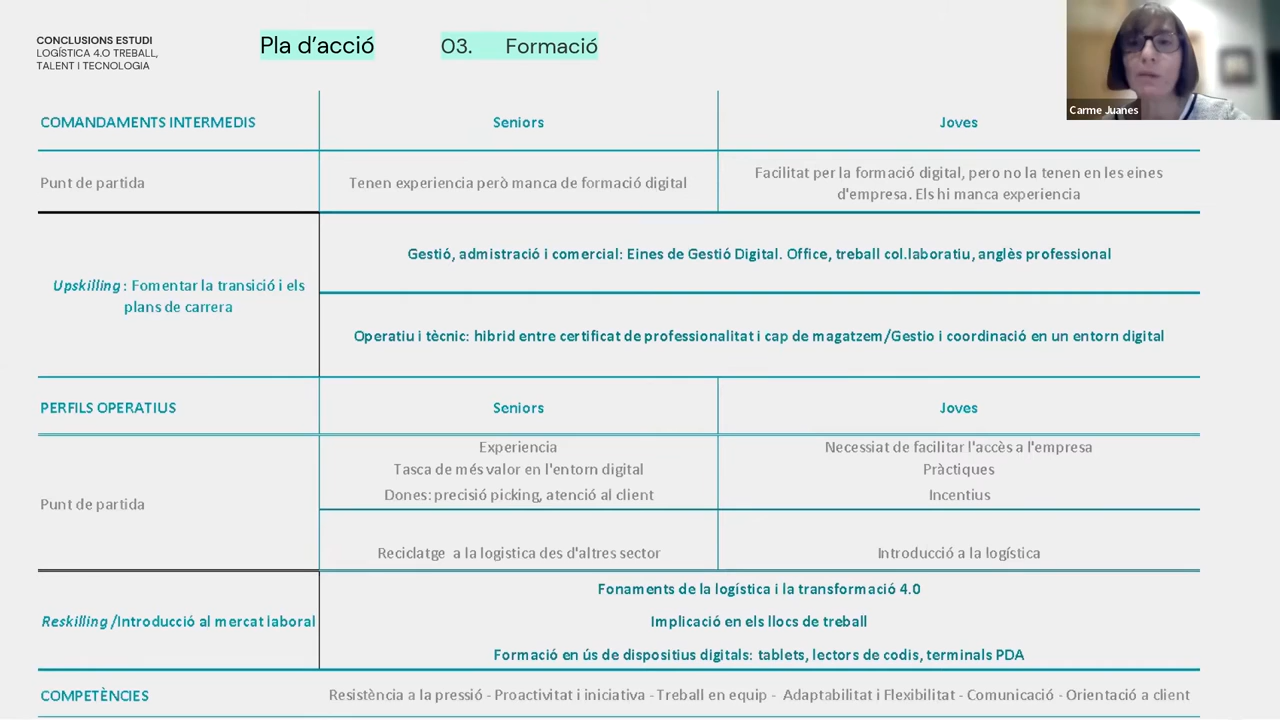 CONCLUSIONS ESTUDI
LOGÍSTICA 4.0 TREBALL,
TALENT I TECNOLOGIA
Pla d'acció
03. Formació
Carme Juanes
COMANDAMENTS INTERMEDIS
Seniors
Joves
Punt de partida
Tenen experiencia però manca de formació digital
Facilitat per la formació digital, pero no la tenen en les eines
d'empresa. Els hi manca experiencia
Upskilling : Fomentar la transició i els
plans de carrera
Gestió, admistració i comercial: Eines de Gestió Digital. Office, treball col.laboratiu, anglès professional
Operatiu i tècnic: hibrid entre certificat de professionalitat i cap de magatzem/Gestio i coordinació en un entorn digital
PERFILS OPERATIUS
Seniors
Joves
Punt de partida
Experiencia
Tasca de més valor en l'entorn digital
Dones: precisió picking, atenció al client
Necessiat de facilitar l'accès a l'empresa
Pràctiques
Incentius
Reciclatge a la logistica des d'altres sector
Introducció a la logística
Reskilling /Introducció al mercat laboral
Fonaments de la logística i la transformació 4.0
Implicació en els llocs de treball
Formació en ús de dispositius digitals: tablets, lectors de codis, terminals PDA
COMPETÈNCIES
Resistència a la pressió - Proactivitat i iniciativa - Treball en equip - Adaptabilitat i Flexibilitat - Comunicació - Orientació a client